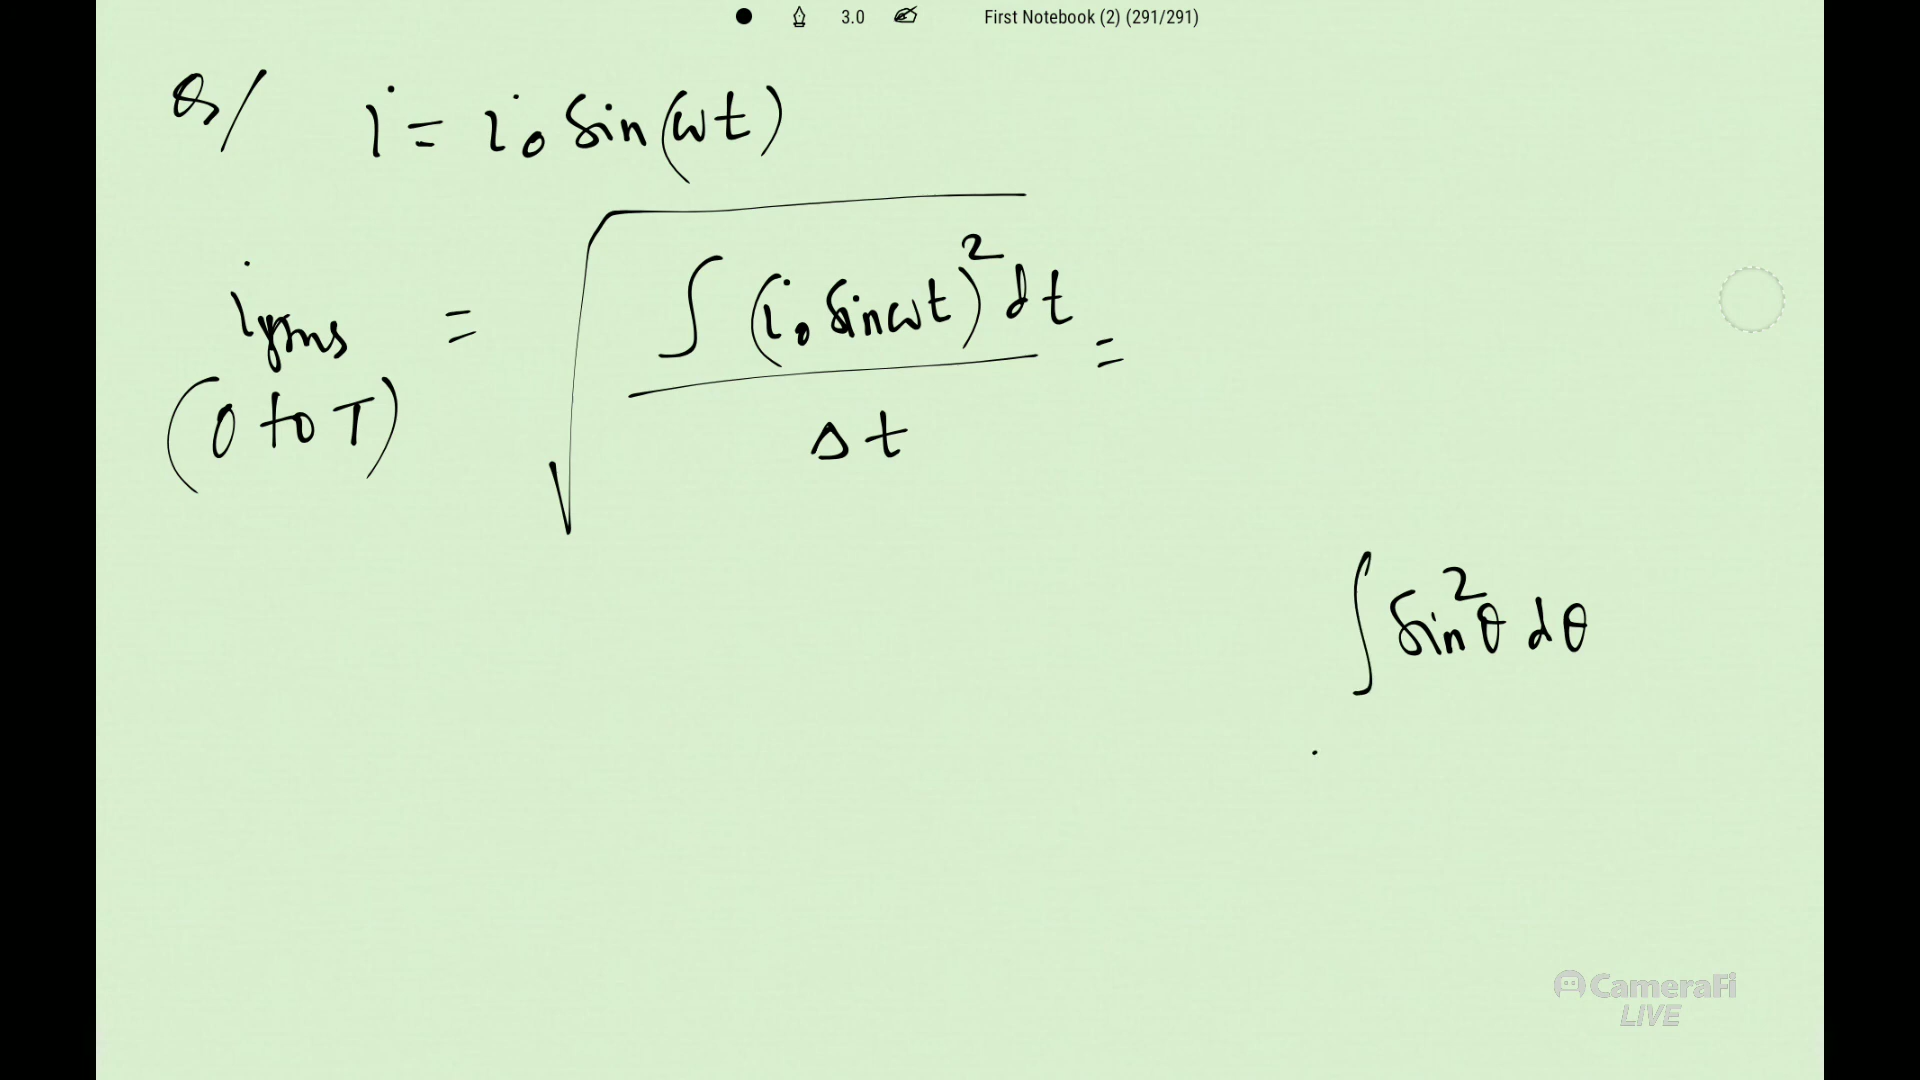 3.0 First Notebook (2) (291/291)
Q/ i = i₀ sin(ωt)
i_rms = √(∫ (i₀ sinωt)² dt / Δt) =
(0 to T)
∫ sin²θ dθ
CameraFi
LIVE